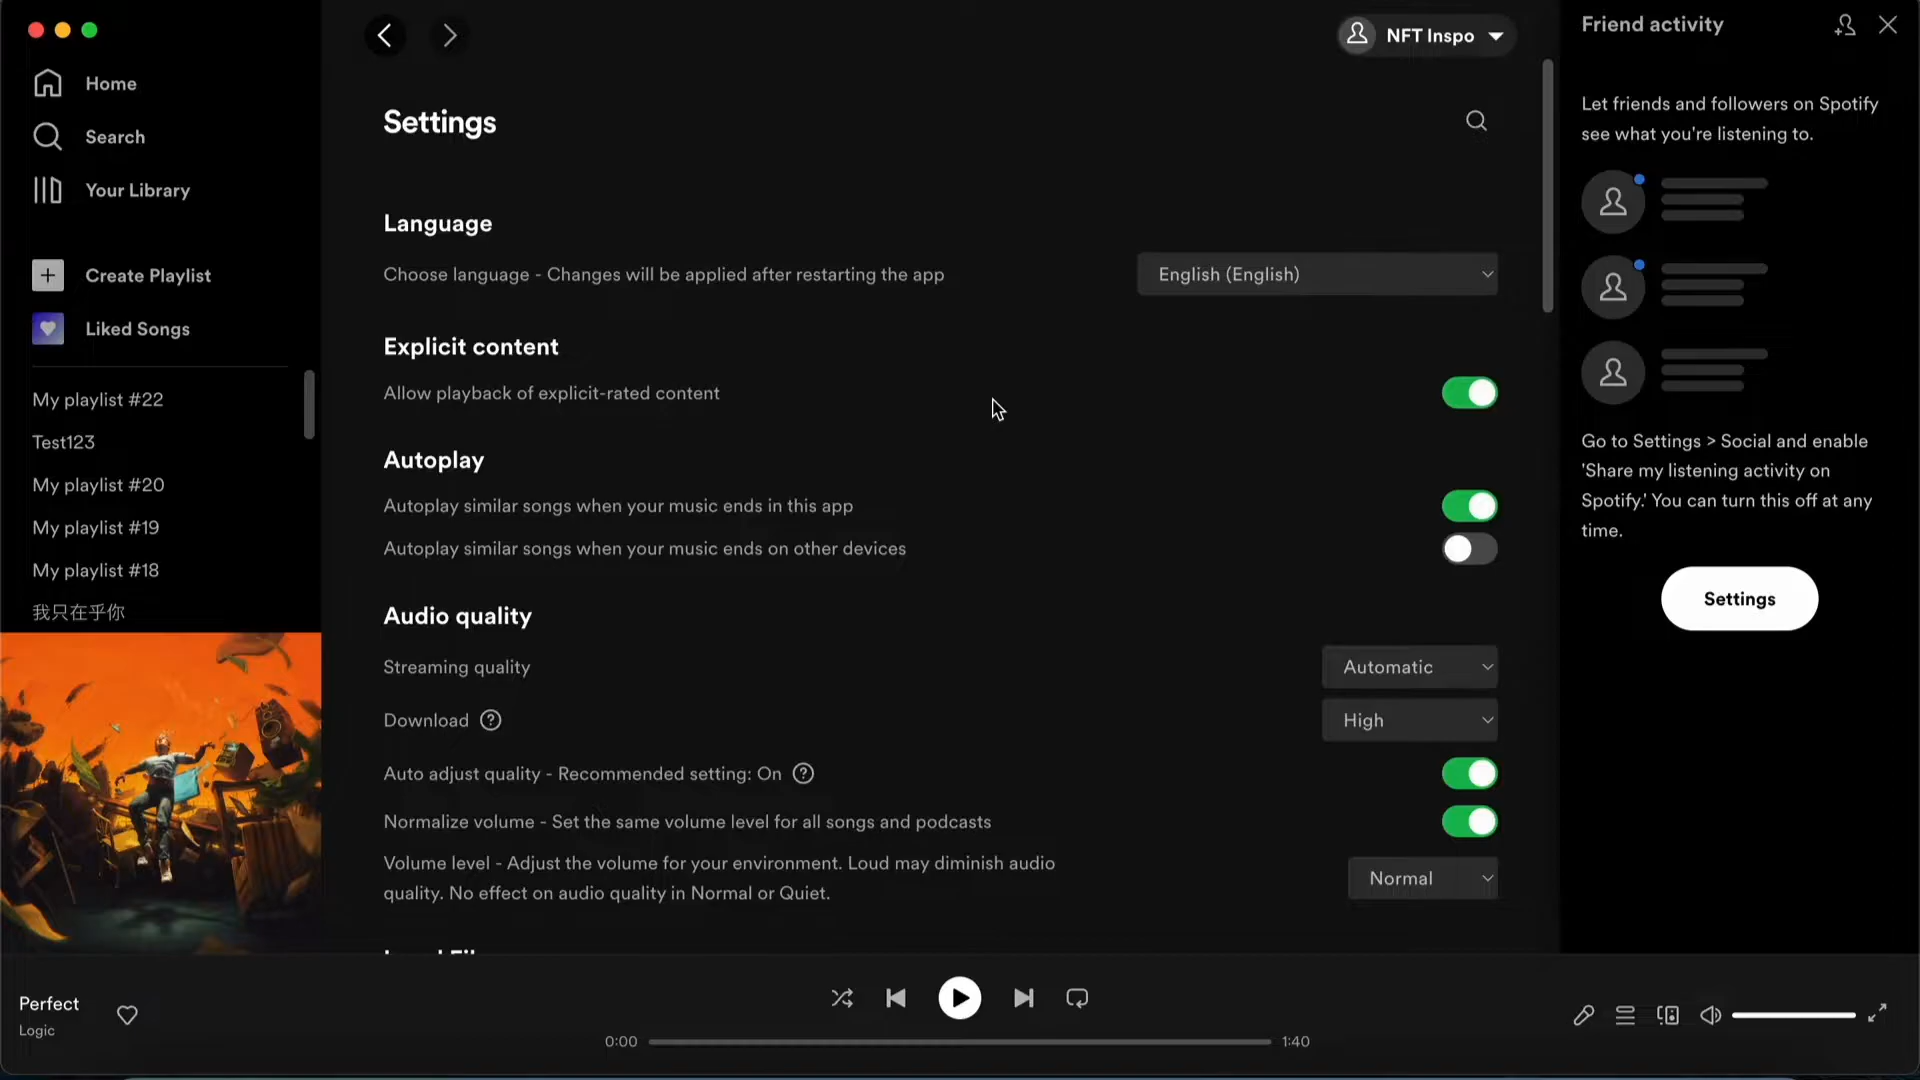 Home
Search
Your Library
Create Playlist
Liked Songs
My playlist #22
Test123
My playlist #20
My playlist #19
My playlist #18
我只在乎你
NFT Inspo
Settings
Language
Choose language - Changes will be applied after restarting the app
English (English)
Explicit content
Allow playback of explicit-rated content
Autoplay
Autoplay similar songs when your music ends in this app
Autoplay similar songs when your music ends on other devices
Audio quality
Streaming quality
Automatic
Download
High
Auto adjust quality - Recommended setting: On
Normalize volume - Set the same volume level for all songs and podcasts
Volume level - Adjust the volume for your environment. Loud may diminish audio
quality. No effect on audio quality in Normal or Quiet.
Normal
Friend activity
Let friends and followers on Spotify
see what you're listening to.
Go to Settings > Social and enable
'Share my listening activity on
Spotify.' You can turn this off at any
time.
Settings
Perfect
Logic
0:00
1:40